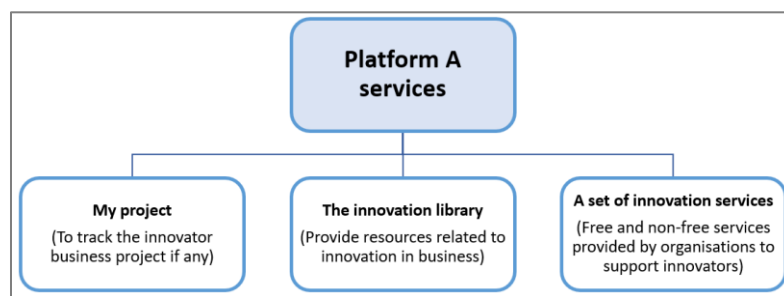 Platform A
services
My project
(To track the innovator
business project if any)
The innovation library
(Provide resources related to
innovation in business)
A set of innovation services
(Free and non-free services
provided by organisations to
support innovators)